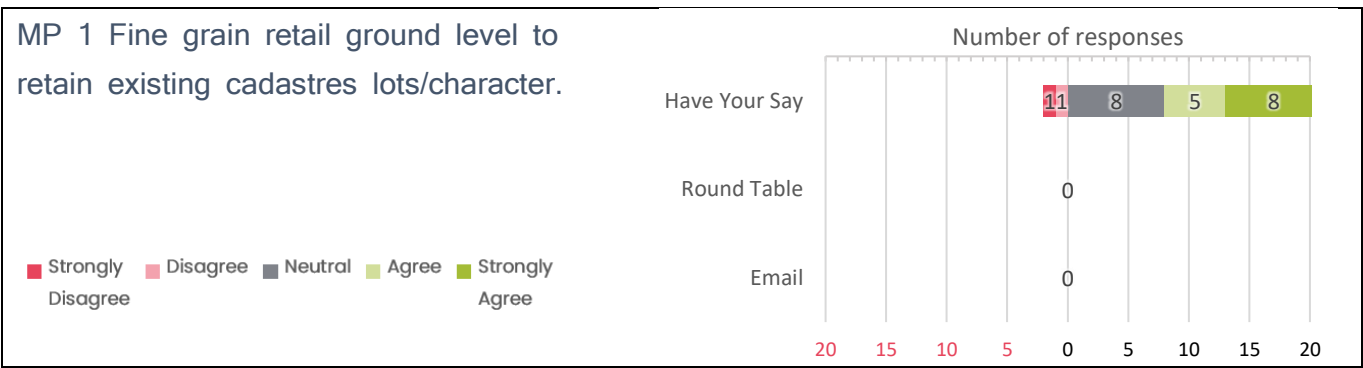 MP 1 Fine grain retail ground level to
retain existing cadastres lots/character.
Strongly Disagree
Disagree
Neutral
Agree
Strongly Agree
Number of responses
Have Your Say
1 1 8 5 8
Round Table
0
Email
0
20 15 10 5 0 5 10 15 20